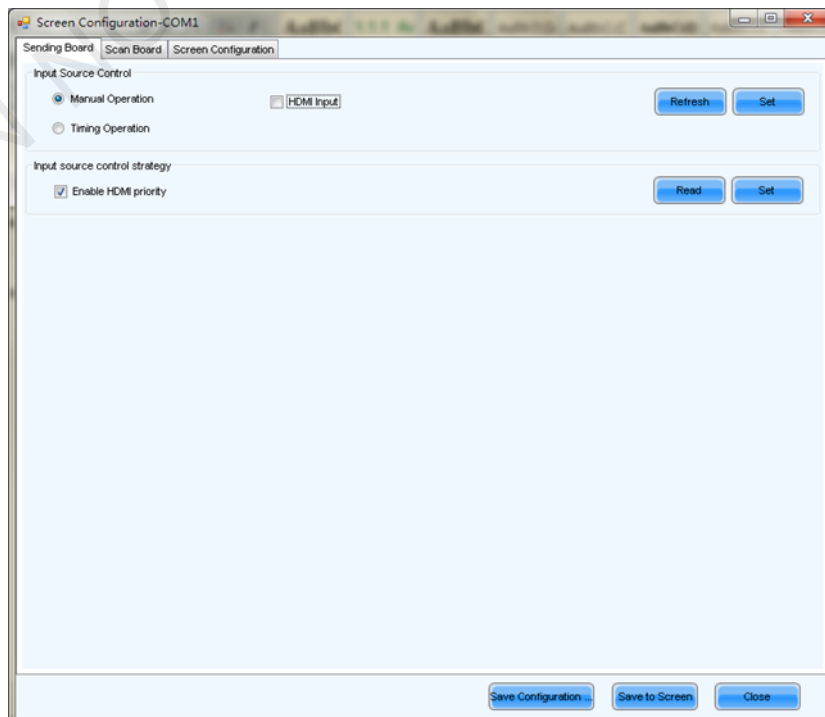 Screen Configuration-COM1
Sending Board Scan Board Screen Configuration
Input Source Control
Manual Operation HDMI Input Refresh Set
Timing Operation
Input source control strategy
Enable HDMI priority Read Set
Save Configuration ... Save to Screen Close